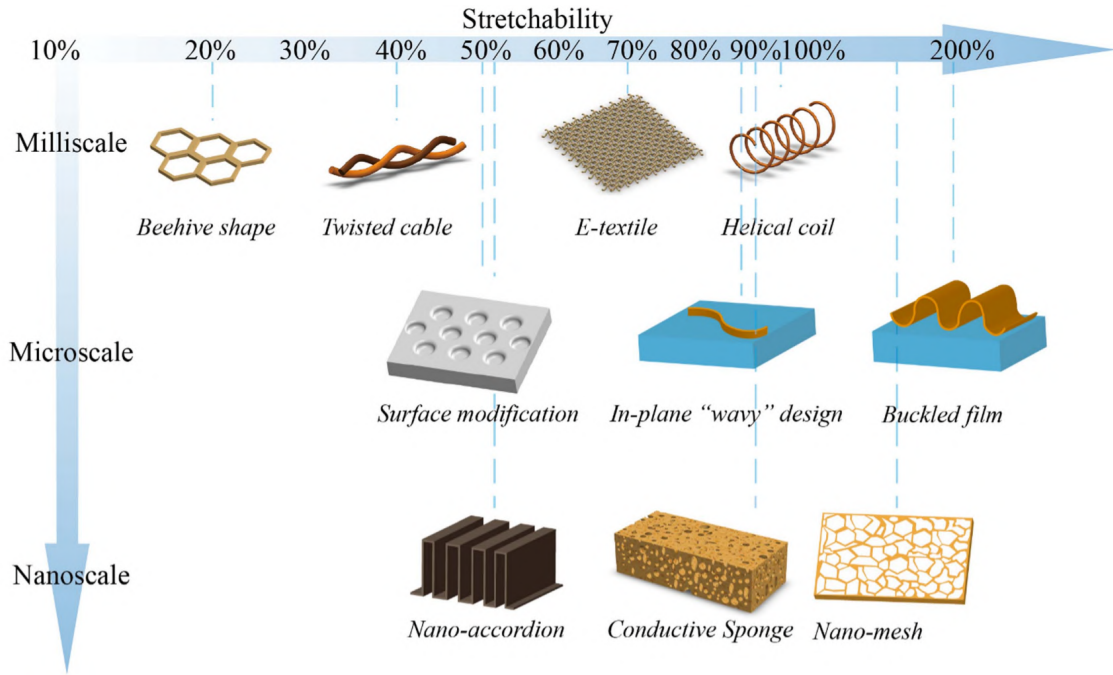 Stretchability
10% 20% 30% 40% 50% 60% 70% 80% 90% 100% 200%
Milliscale
Beehive shape Twisted cable E-textile Helical coil
Microscale
Surface modification In-plane “wavy” design Buckled film
Nanoscale
Nano-accordion Conductive Sponge Nano-mesh